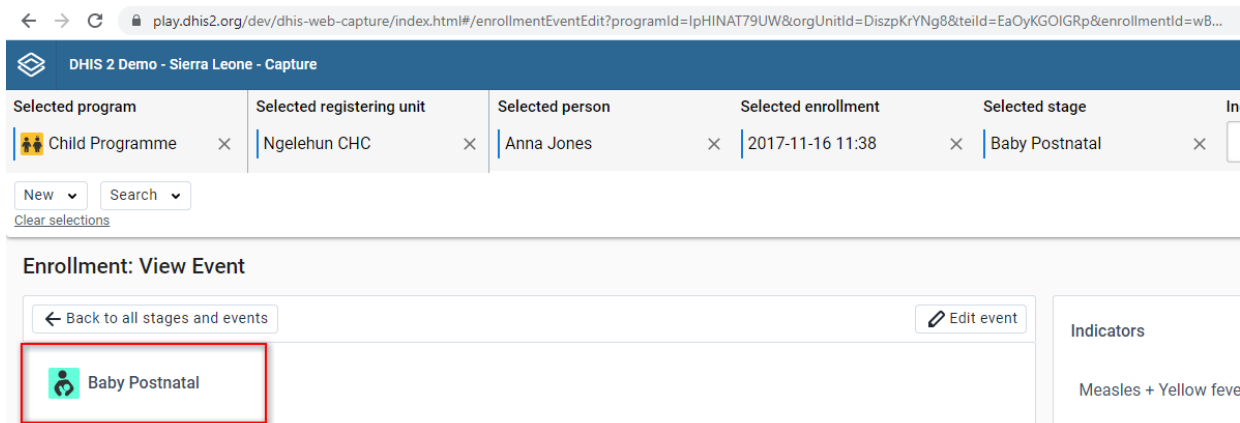 play.dhis2.org/dev/dhis-web-capture/index.html#/enrollmentEventEdit?programId=IpHINAT79UW&orgUnitId=DiszpKrYNg8&teiId=EaOyKGOIGRp&enrollmentId=wB...
DHIS 2 Demo - Sierra Leone - Capture
Selected program Selected registering unit Selected person Selected enrollment Selected stage In
Child Programme Ngelehun CHC Anna Jones 2017-11-16 11:38 Baby Postnatal
New Search
Clear selections
Enrollment: View Event
Back to all stages and events Edit event
Indicators
Baby Postnatal
Measles + Yellow feve